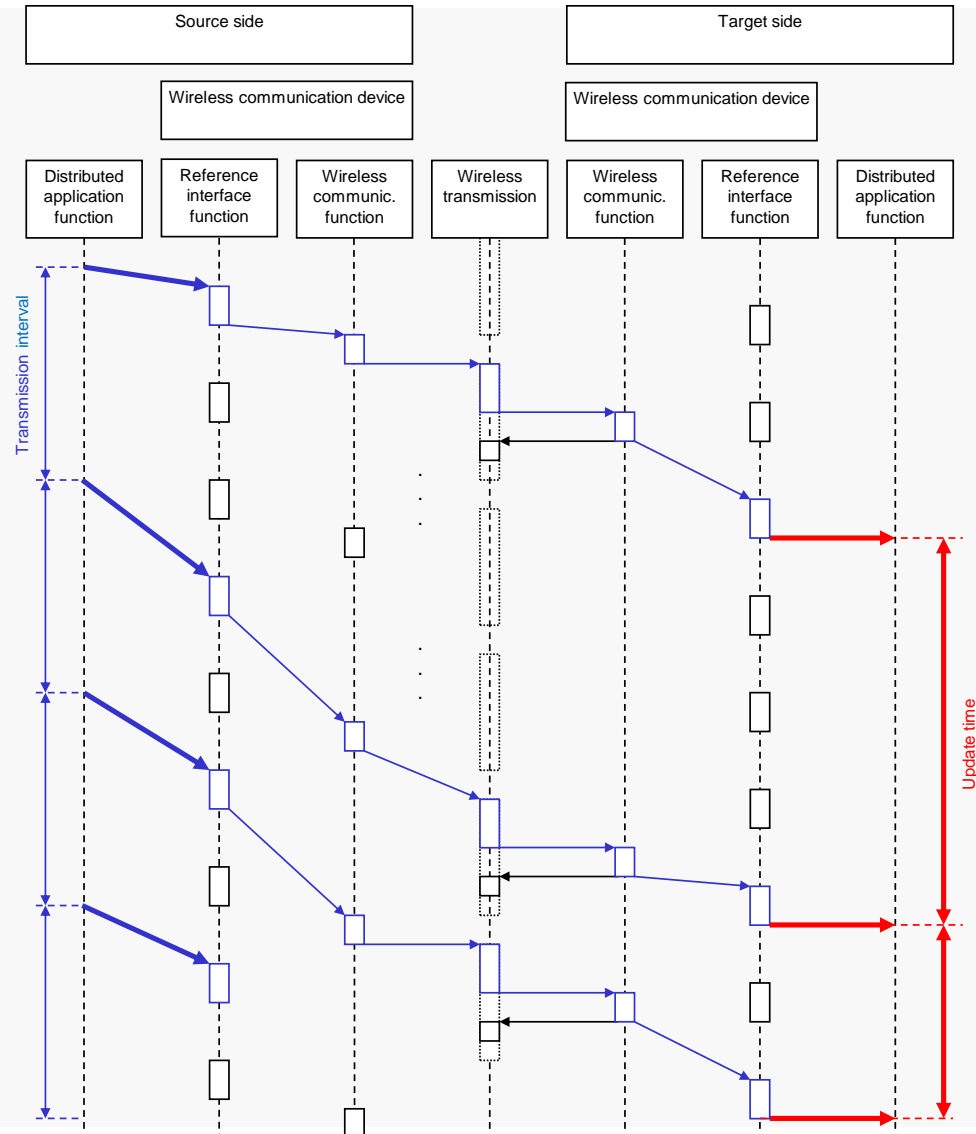 Source side
Target side
Wireless communication device
Wireless communication device
Distributed
application
function
Reference
interface
function
Wireless
communic.
function
Wireless
transmission
Wireless
communic.
function
Reference
interface
function
Distributed
application
function
Transmission interval
. . .
. . .
Update time